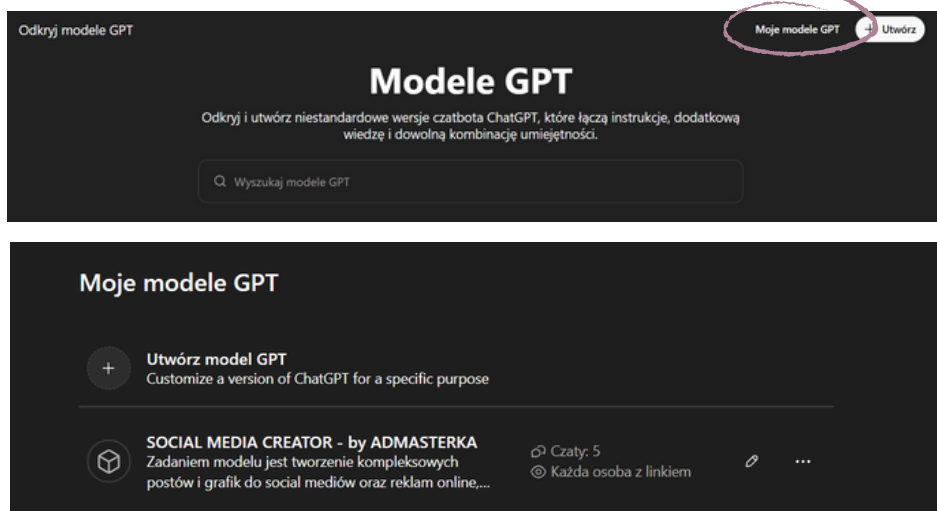 Odkryj modele GPT
Moje modele GPT
+ Utwórz
Modele GPT
Odkryj i utwórz niestandardowe wersje czatbota ChatGPT, które łączą instrukcje, dodatkową
wiedzę i dowolną kombinację umiejętności.
Wyszukaj modele GPT
Moje modele GPT
Utwórz model GPT
Customize a version of ChatGPT for a specific purpose
SOCIAL MEDIA CREATOR - by ADMASTERKA
Zadaniem modelu jest tworzenie kompleksowych
postów i grafik do social mediów oraz reklam online,...
Czaty: 5
Każda osoba z linkiem